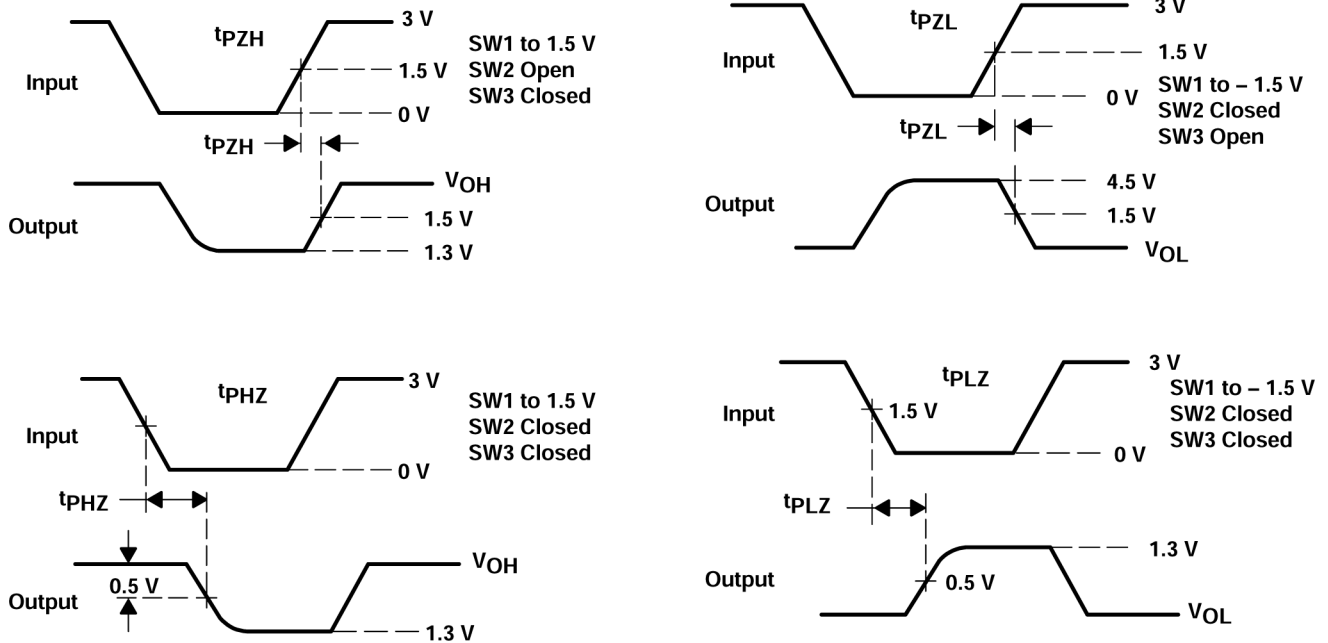 tPZH
3 V
SW1 to 1.5 V
1.5 V
SW2 Open
Input
SW3 Closed
0 V
tPZH
VOH
Output
1.5 V
1.3 V
tPZL
3 V
1.5 V
Input
SW1 to – 1.5 V
0 V
SW2 Closed
tPZL
SW3 Open
4.5 V
Output
1.5 V
VOL
tPHZ
3 V
SW1 to 1.5 V
Input
SW2 Closed
SW3 Closed
0 V
tPHZ
VOH
0.5 V
Output
1.3 V
tPLZ
3 V
SW1 to – 1.5 V
1.5 V
Input
SW2 Closed
SW3 Closed
0 V
tPLZ
1.3 V
Output
0.5 V
VOL